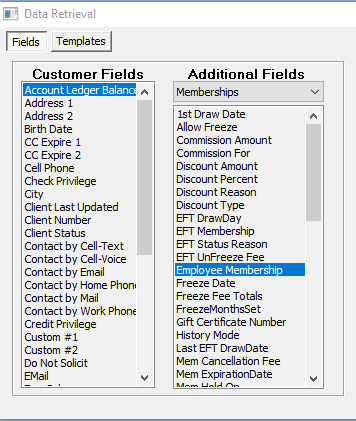 Data Retrieval
Fields
Templates
Customer Fields
Account Ledger Balance
Address 1
Address 2
Birth Date
CC Expire 1
CC Expire 2
Cell Phone
Check Privilege
City
Client Last Updated
Client Number
Client Status
Contact by Cell-Text
Contact by Cell-Voice
Contact by Email
Contact by Home Phone
Contact by Mail
Contact by Work Phone
Credit Privilege
Custom #1
Custom #2
Do Not Solicit
EMail
Additional Fields
Memberships
1st Draw Date
Allow Freeze
Commission Amount
Commission For
Discount Amount
Discount Percent
Discount Reason
Discount Type
EFT DrawDay
EFT Membership
EFT Status Reason
EFT UnFreeze Fee
Employee Membership
Freeze Date
Freeze Fee Totals
FreezeMonthsSet
Gift Certificate Number
History Mode
Last EFT DrawDate
Mem Cancellation Fee
Mem ExpirationDate
Mem Held On